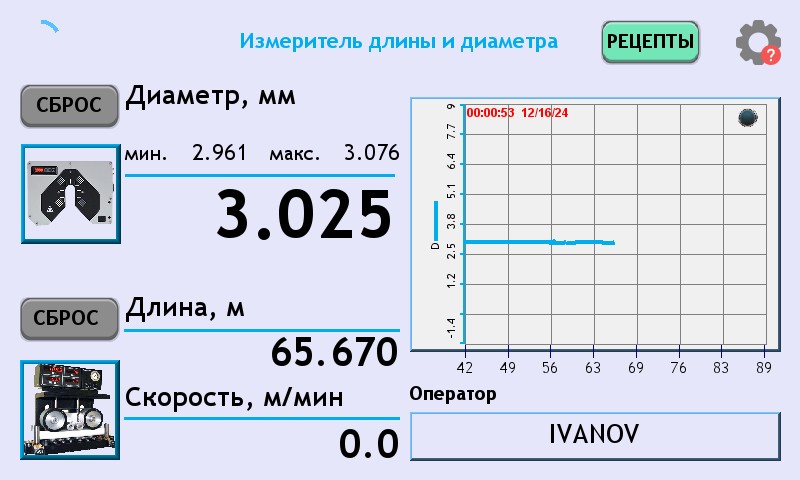 Измеритель длины и диаметра
РЕЦЕПТЫ
?
СБРОС
Диаметр, мм
мин. 2.961 макс. 3.076
3.025
СБРОС
Длина, м
65.670
Скорость, м/мин
0.0
00:00:53 12/16/24
9
7.7
6.4
5.1
3.8
2.5
1.2
-1.4
D
42 49 56 63 69 76 83 89
Оператор
IVANOV